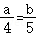 a/4 = b/5